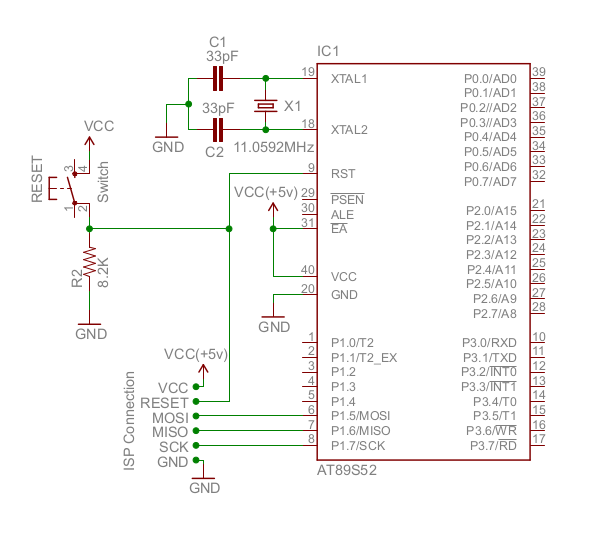 C1
33pF
33pF
C2
X1
11.0592MHz
GND
VCC
RESET
Switch
3
4
1
2
R2
8.2K
GND
VCC(+5v)
GND
IC1
19 XTAL1
18 XTAL2
9 RST
29 PSEN
30 ALE
31 EA
40 VCC
20 GND
1 P1.0/T2
2 P1.1/T2_EX
3 P1.2
4 P1.3
5 P1.4
6 P1.5/MOSI
7 P1.6/MISO
8 P1.7/SCK
P0.0/AD0 39
P0.1/AD1 38
P0.2//AD2 37
P0.3//AD3 36
P0.4/AD4 35
P0.5/AD5 34
P0.6/AD6 33
P0.7/AD7 32
P2.0/A15 21
P2.1/A14 22
P2.2/A13 23
P2.3/A12 24
P2.4/A11 25
P2.5/A10 26
P2.6/A9 27
P2.7/A8 28
P3.0/RXD 10
P3.1/TXD 11
P3.2/INT0 12
P3.3/INT1 13
P3.4/T0 14
P3.5/T1 15
P3.6/WR 16
P3.7/RD 17
AT89S52
VCC(+5v)
ISP Connection
VCC
RESET
MOSI
MISO
SCK
GND
GND